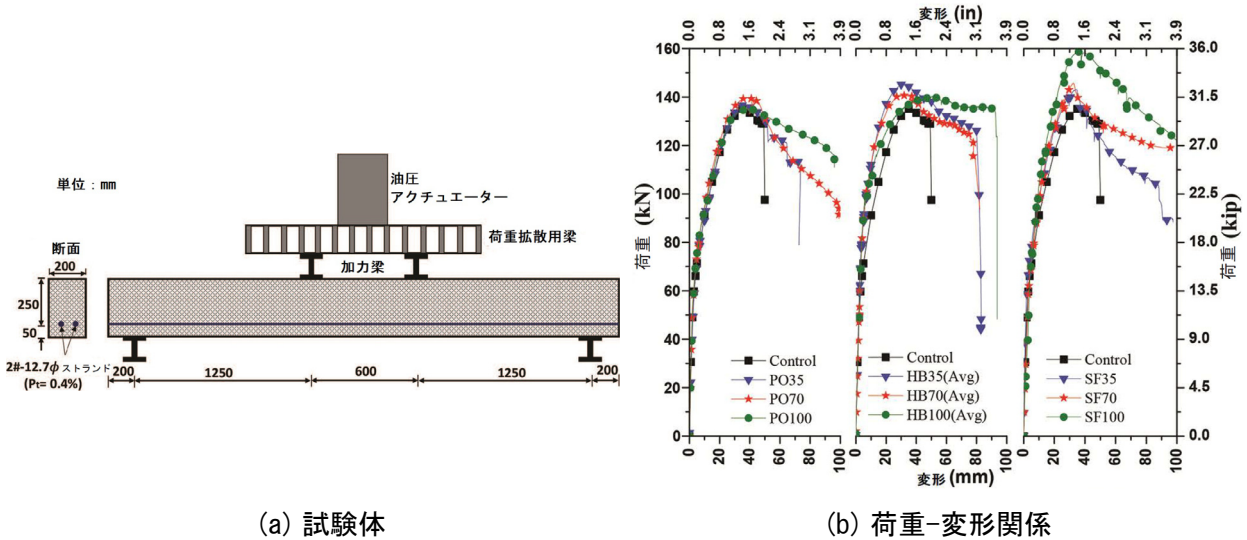 単位：mm
油圧
アクチュエーター
荷重拡散用梁
加力梁
断面
200
250
50
2#-12.7ϕ ストランド
(Pt= 0.4%)
200 1250 600 1250 200
(a) 試験体
変形 (in)
0.0 0.8 1.6 2.4 3.1 3.9 0.0 0.8 1.6 2.4 3.1 3.9 0.0 0.8 1.6 2.4 3.1 3.9
荷重 (kN)
160
140
120
100
80
60
40
20
0
Control
PO35
PO70
PO100
Control
HB35(Avg)
HB70(Avg)
HB100(Avg)
Control
SF35
SF70
SF100
36.0
31.5
27.0
22.5
18.0
13.5
9.0
4.5
0.0
荷重 (kip)
0 20 40 60 80 100 0 20 40 60 80 100 0 20 40 60 80 100
変形 (mm)
(b) 荷重-変形関係